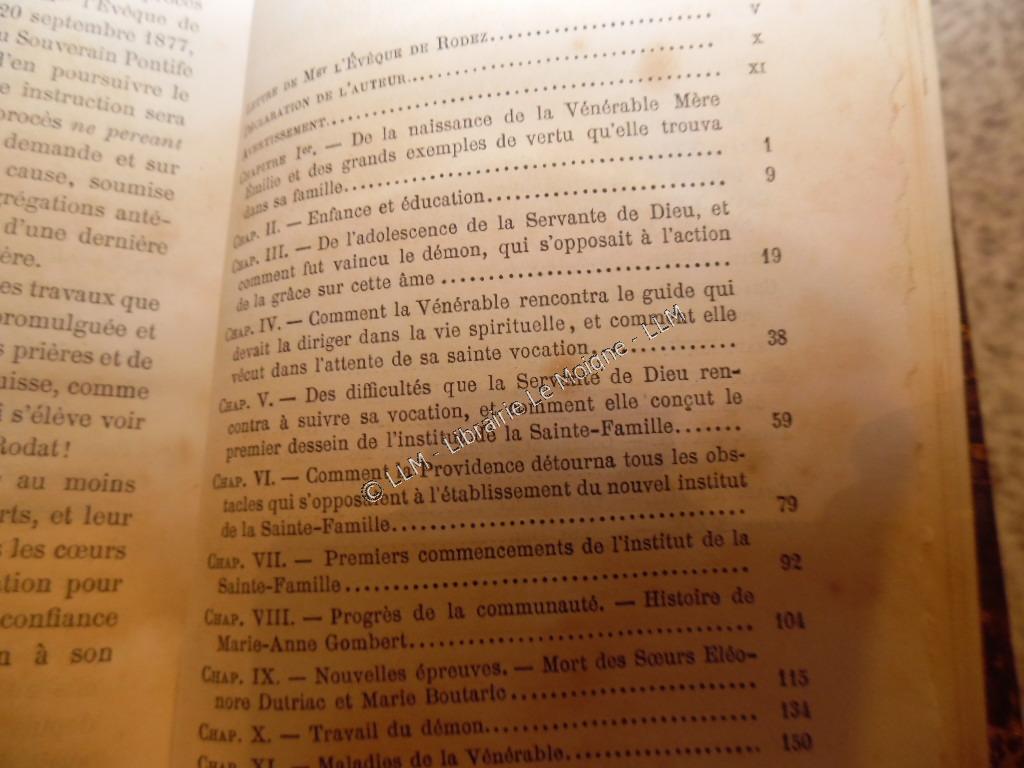 l'Évêque de
20 septembre 1877,
u Souverain Pontife
d'en poursuivre le
e instruction sera
procès ne pereant
demande et sur
cause, soumise
grégations anté-
d'une dernière
ère.
es travaux que
promulguée et
s prières et de
uisse, comme
i s'élève voir
Rodat!
au moins
rts, et leur
s les cœurs
ation pour
confiance
n à son
LETTRE DE Mgr L'ÉVÊQUE DE RODEZ.................... V
DÉCLARATION DE L'AUTEUR.................... X
AVERTISSEMENT.................... XI
CHAPITRE Ier. — De la naissance de la Vénérable Mère
Émilie et des grands exemples de vertu qu'elle trouva
dans sa famille.................... 1
CHAP. II. — Enfance et éducation.................... 9
CHAP. III. — De l'adolescence de la Servante de Dieu, et
comment fut vaincu le démon, qui s'opposait à l'action
de la grâce sur cette âme.................... 19
CHAP. IV. — Comment la Vénérable rencontra le guide qui
devait la diriger dans la vie spirituelle, et comment elle
vécut dans l'attente de sa sainte vocation.............. 38
CHAP. V. — Des difficultés que la Servante de Dieu ren-
contra à suivre sa vocation, et comment elle conçut le
premier dessein de l'institut de la Sainte-Famille....... 59
CHAP. VI. — Comment la Providence détourna tous les obs-
tacles qui s'opposaient à l'établissement du nouvel institut
de la Sainte-Famille.................... 79
CHAP. VII. — Premiers commencements de l'institut de la
Sainte-Famille.................... 92
CHAP. VIII. — Progrès de la communauté. — Histoire de
Marie-Anne Gombert.................... 104
CHAP. IX. — Nouvelles épreuves. — Mort des Sœurs Eléo-
nore Dutriac et Marie Boutaric.................... 115
CHAP. X. — Travail du démon.................... 134
CHAP. XI. — Maladies de la Vénérable.................... 150
© LLM - Librairie Le Moigne - LLM